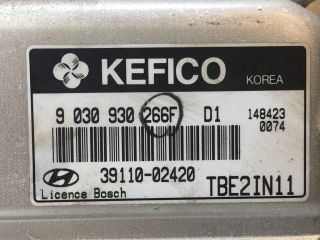 KEFICO
KOREA
9 030 930 266F D1
148423
0074
39110-02420
TBE2IN11
Licence Bosch